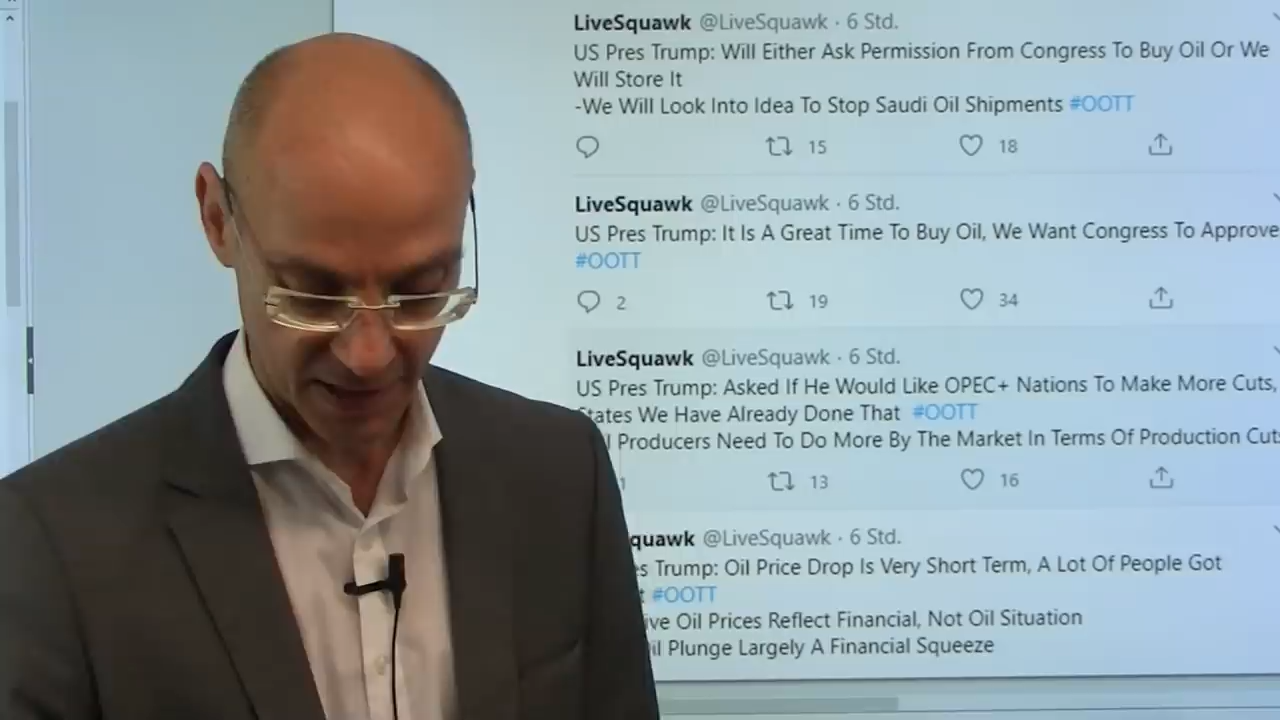 LiveSquawk @LiveSquawk · 6 Std.
US Pres Trump: Will Either Ask Permission From Congress To Buy Oil Or We
Will Store It
-We Will Look Into Idea To Stop Saudi Oil Shipments #OOTT
15 18
LiveSquawk @LiveSquawk · 6 Std.
US Pres Trump: It Is A Great Time To Buy Oil, We Want Congress To Approve
#OOTT
2 19 34
LiveSquawk @LiveSquawk · 6 Std.
US Pres Trump: Asked If He Would Like OPEC+ Nations To Make More Cuts,
States We Have Already Done That #OOTT
Producers Need To Do More By The Market In Terms Of Production Cuts
1 13 16
quawk @LiveSquawk · 6 Std.
es Trump: Oil Price Drop Is Very Short Term, A Lot Of People Got
t #OOTT
ive Oil Prices Reflect Financial, Not Oil Situation
il Plunge Largely A Financial Squeeze